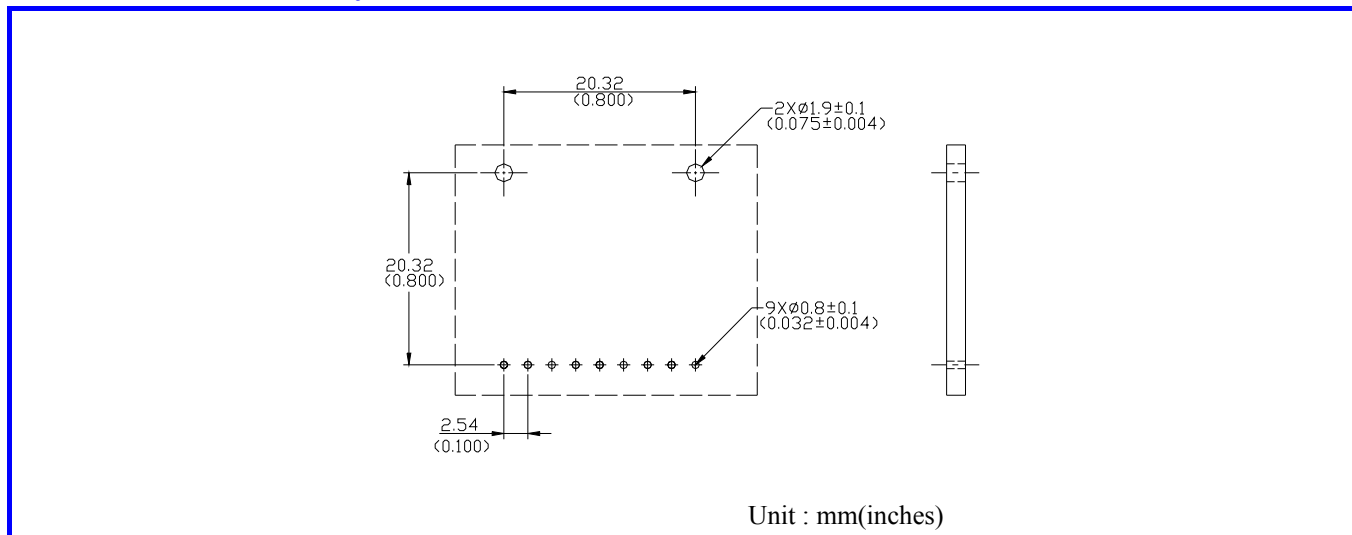 20.32
(0.800)
2XØ1.9±0.1
(0.075±0.004)
20.32
(0.800)
9XØ0.8±0.1
(0.032±0.004)
2.54
(0.100)
Unit : mm(inches)